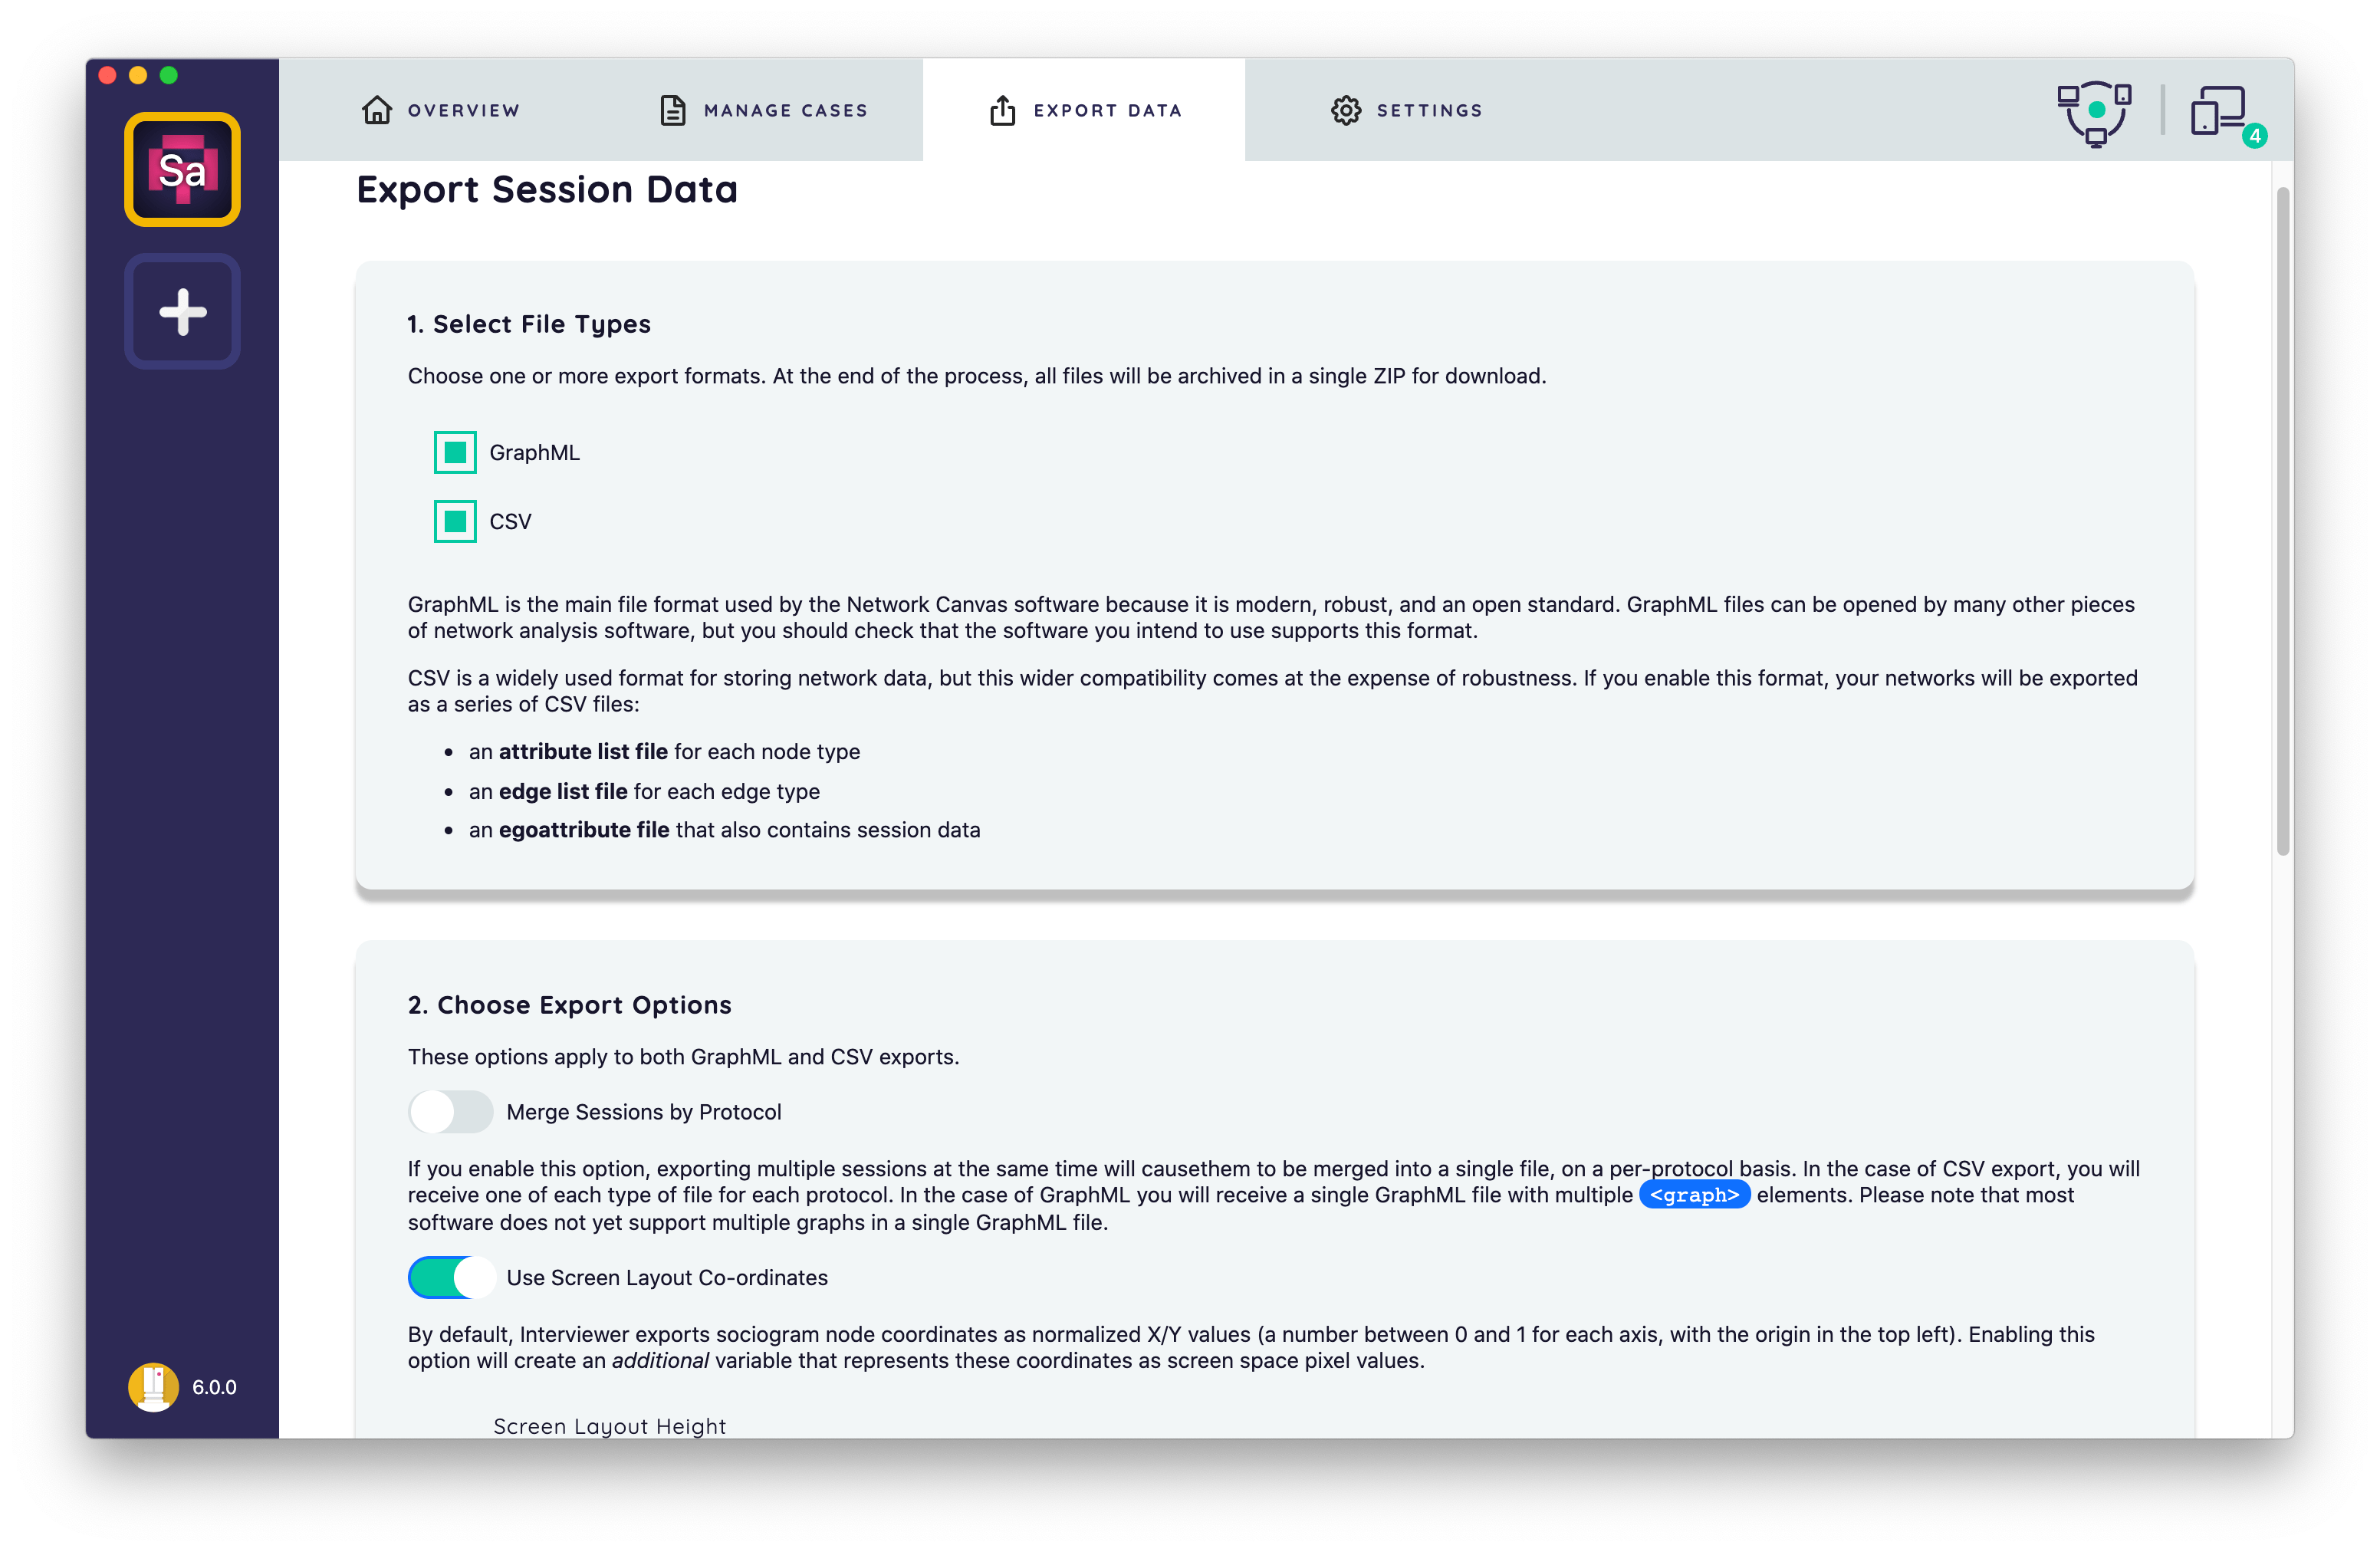 OVERVIEW
MANAGE CASES
EXPORT DATA
SETTINGS
4
Sa
Export Session Data
1. Select File Types
Choose one or more export formats. At the end of the process, all files will be archived in a single ZIP for download.
GraphML
CSV
GraphML is the main file format used by the Network Canvas software because it is modern, robust, and an open standard. GraphML files can be opened by many other pieces
of network analysis software, but you should check that the software you intend to use supports this format.
CSV is a widely used format for storing network data, but this wider compatibility comes at the expense of robustness. If you enable this format, your networks will be exported
as a series of CSV files:
• an attribute list file for each node type
• an edge list file for each edge type
• an egoattribute file that also contains session data
2. Choose Export Options
These options apply to both GraphML and CSV exports.
Merge Sessions by Protocol
If you enable this option, exporting multiple sessions at the same time will causethem to be merged into a single file, on a per-protocol basis. In the case of CSV export, you will
receive one of each type of file for each protocol. In the case of GraphML you will receive a single GraphML file with multiple <graph> elements. Please note that most
software does not yet support multiple graphs in a single GraphML file.
Use Screen Layout Co-ordinates
By default, Interviewer exports sociogram node coordinates as normalized X/Y values (a number between 0 and 1 for each axis, with the origin in the top left). Enabling this
option will create an additional variable that represents these coordinates as screen space pixel values.
Screen Layout Height
6.0.0